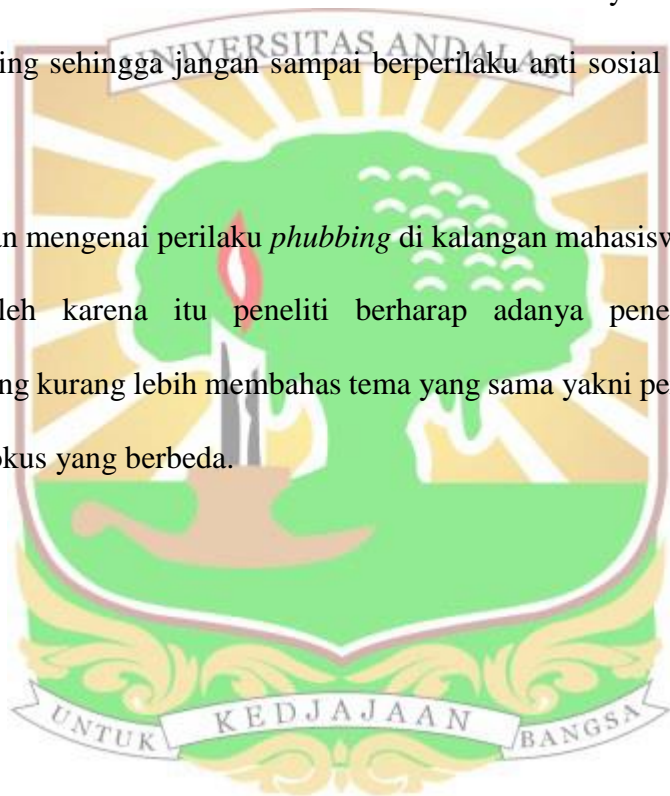 UNIVERSITAS ANDALAS
ing sehingga jangan sampai berperilaku anti sosial
an mengenai perilaku phubbing di kalangan mahasisw
leh karena itu peneliti berharap adanya pene
ng kurang lebih membahas tema yang sama yakni pe
okus yang berbeda.
UNTUK KEDJAJAAN BANGSA